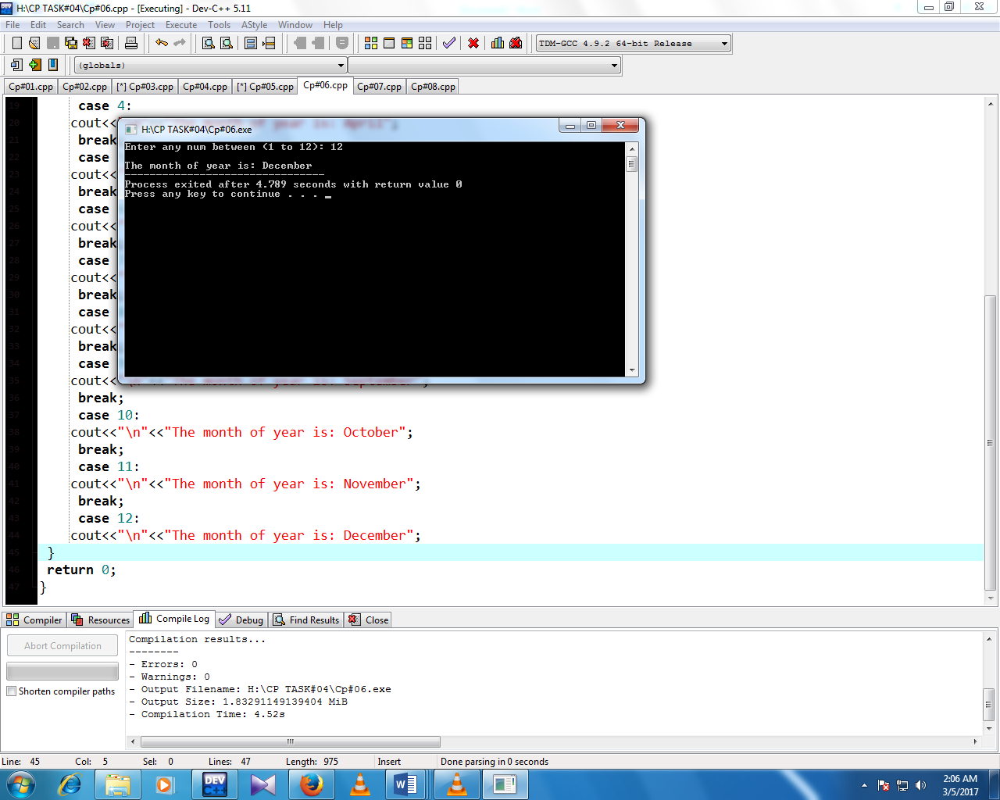 H:\CP TASK#04\Cp#06.cpp - [Executing] - Dev-C++ 5.11
File Edit Search View Project Execute Tools AStyle Window Help
TDM-GCC 4.9.2 64-bit Release
(globals)
Cp#01.cpp Cp#02.cpp [*] Cp#03.cpp Cp#04.cpp [*] Cp#05.cpp Cp#06.cpp Cp#07.cpp Cp#08.cpp
19 case 4:
20 cout<< of year is: April";
21 break
22 case
23 cout<<
24 break
25 case
26 cout<<
27 break
28 case
29 cout<<
30 break
31 case
32 cout<<
33 break
34 case
35 cout<<"\n"<<"The month of year is: September";
36 break;
37 case 10:
38 cout<<"\n"<<"The month of year is: October";
39 break;
40 case 11:
41 cout<<"\n"<<"The month of year is: November";
42 break;
43 case 12:
44 cout<<"\n"<<"The month of year is: December";
45 }
46 return 0;
47 }
H:\CP TASK#04\Cp#06.exe
Enter any num between (1 to 12): 12
The month of year is: December
--------------------------------
Process exited after 4.789 seconds with return value 0
Press any key to continue . . . _
Compiler Resources Compile Log Debug Find Results Close
Abort Compilation
Shorten compiler paths
Compilation results...
--------
- Errors: 0
- Warnings: 0
- Output Filename: H:\CP TASK#04\Cp#06.exe
- Output Size: 1.83291149139404 MiB
- Compilation Time: 4.52s
Line: 45 Col: 5 Sel: 0 Lines: 47 Length: 975 Insert Done parsing in 0 seconds
DEV C++
W
2:06 AM
3/5/2017